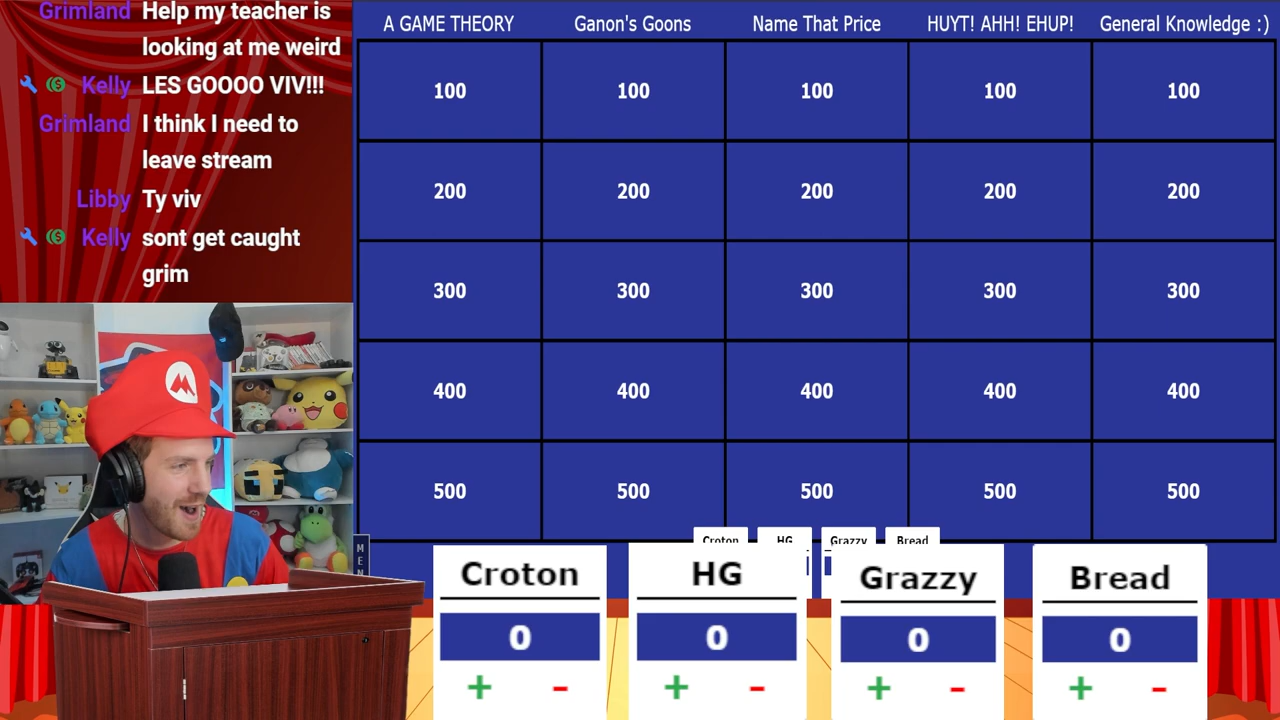 Grimland Help my teacher is
looking at me weird
Kelly LES GOOOO VIV!!!
Grimland I think I need to
leave stream
Libby Ty viv
Kelly sont get caught
grim
A GAME THEORY Ganon's Goons Name That Price HUYT! AHH! EHUP! General Knowledge :)
100 100 100 100 100
200 200 200 200 200
300 300 300 300 300
400 400 400 400 400
500 500 500 500 500
Croton HG Grazzy Bread
M
E
N
Croton HG Grazzy Bread
0 0 0 0
+ - + - + - + -
M